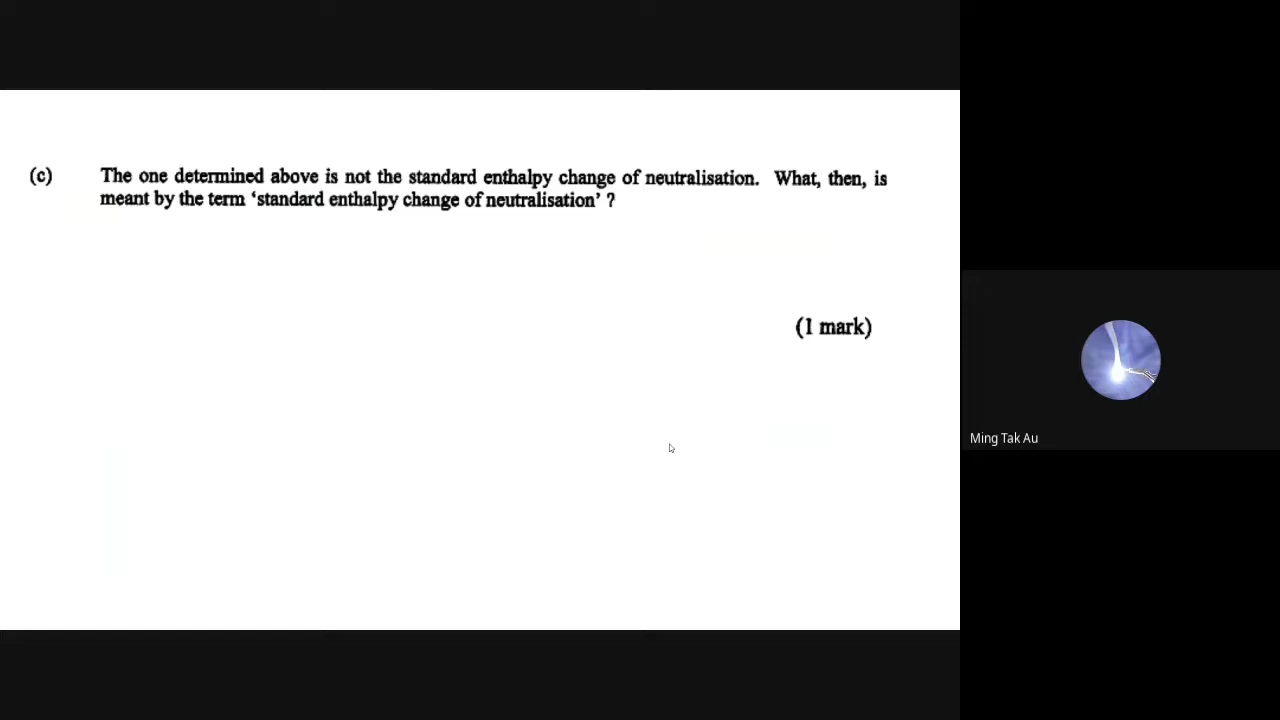 (c) The one determined above is not the standard enthalpy change of neutralisation. What, then, is
meant by the term ‘standard enthalpy change of neutralisation’ ?
(1 mark)
Ming Tak Au